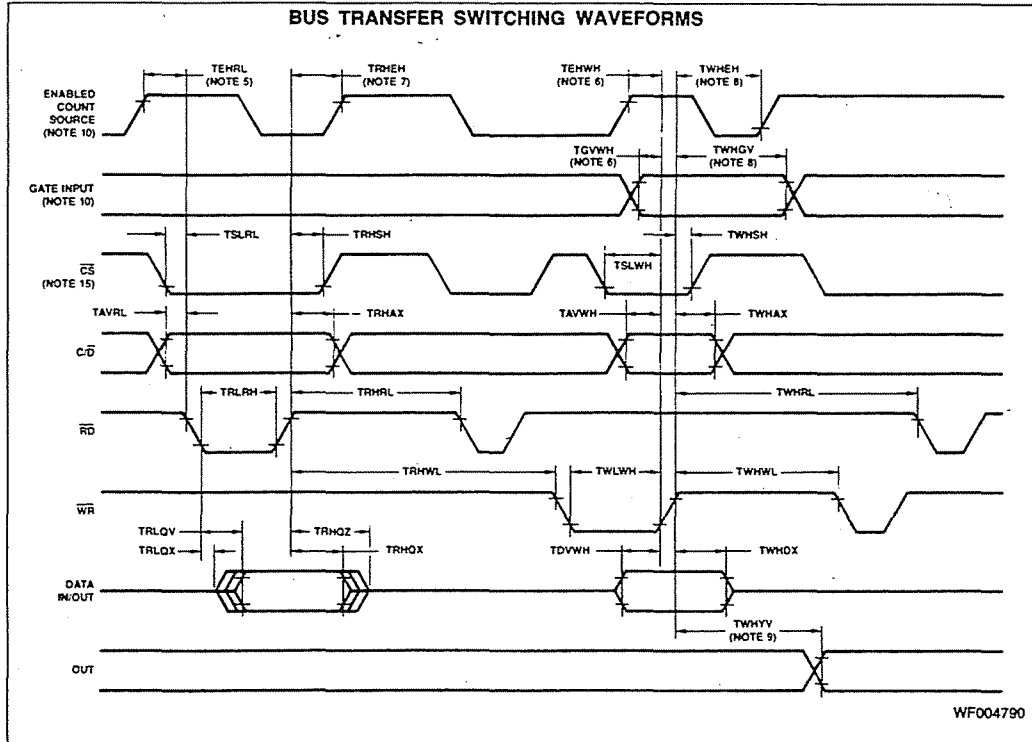 BUS TRANSFER SWITCHING WAVEFORMS
TEHRL
(NOTE 5)
TRHEH
(NOTE 7)
TEHWH
(NOTE 6)
TWHEH
(NOTE 8)
ENABLED
COUNT
SOURCE
(NOTE 10)
TGVWH
(NOTE 6)
TWHGV
(NOTE 8)
GATE INPUT
(NOTE 10)
TSLRL
TRHSH
TSLWH
TWHSH
C̅S̅
(NOTE 15)
TAVRL
TRHAX
TAVWH
TWHAX
C/D̅
TRLRH
TRHRL
TWHRL
R̅D̅
TRHWL
TWLWH
TWHWL
W̅R̅
TRLQV
TRHQZ
TRLQX
TRHQX
TDVWH
TWHDX
DATA
IN/OUT
TWHYV
(NOTE 9)
OUT
WF004790